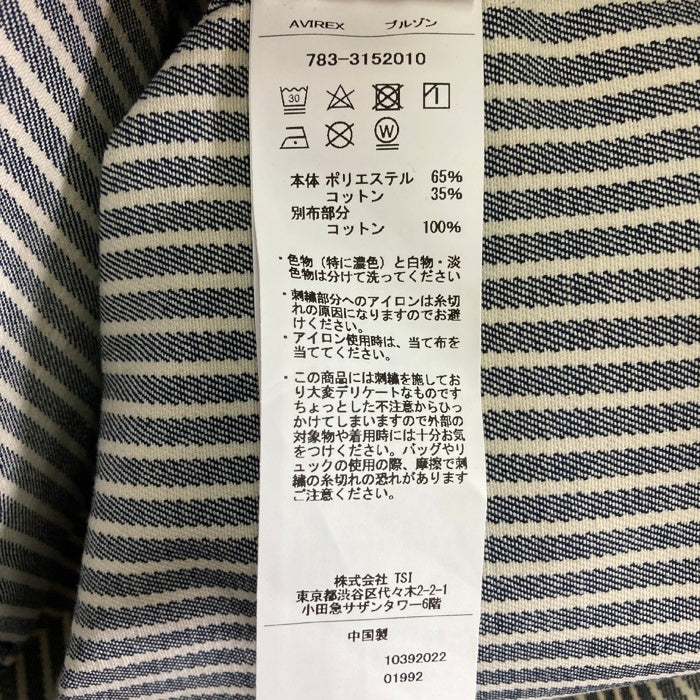 AVIREX ブルゾン
783-3152010
30
1
W
本体 ポリエステル 65%
コットン 35%
別布部分
コットン 100%
・色物（特に濃色）と白物・淡
色物は分けて洗ってください
・刺繍部分へのアイロンは糸切
れの原因になりますのでお避
けください。
・アイロン使用時は、当て布を
当ててください。
・この商品には刺繍を施してお
り大変デリケートなものです
ちょっとした不注意からひっ
かけてしまいますので外部の
対象物や着用時には十分お気
をつけください。バッグやリ
ュックの使用の際、摩擦で刺
繍の糸切れの恐れがあります
ご注意ください。
株式会社 TSI
東京都渋谷区代々木2-2-1
小田急サザンタワー6階
中国製
10392022
01992